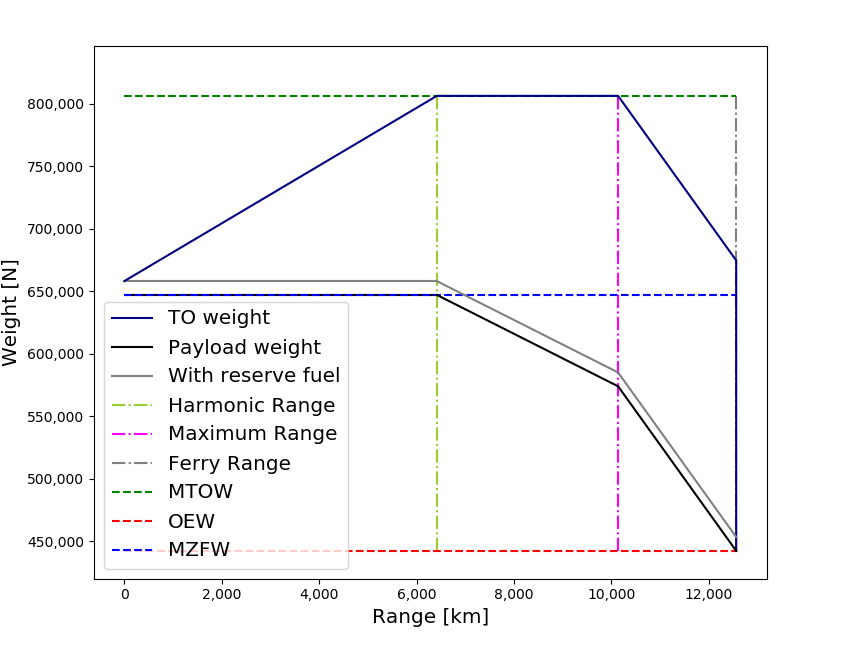 Weight [N]
800,000
750,000
700,000
650,000
600,000
550,000
500,000
450,000
TO weight
Payload weight
With reserve fuel
Harmonic Range
Maximum Range
Ferry Range
MTOW
OEW
MZFW
0
2,000
4,000
6,000
8,000
10,000
12,000
Range [km]